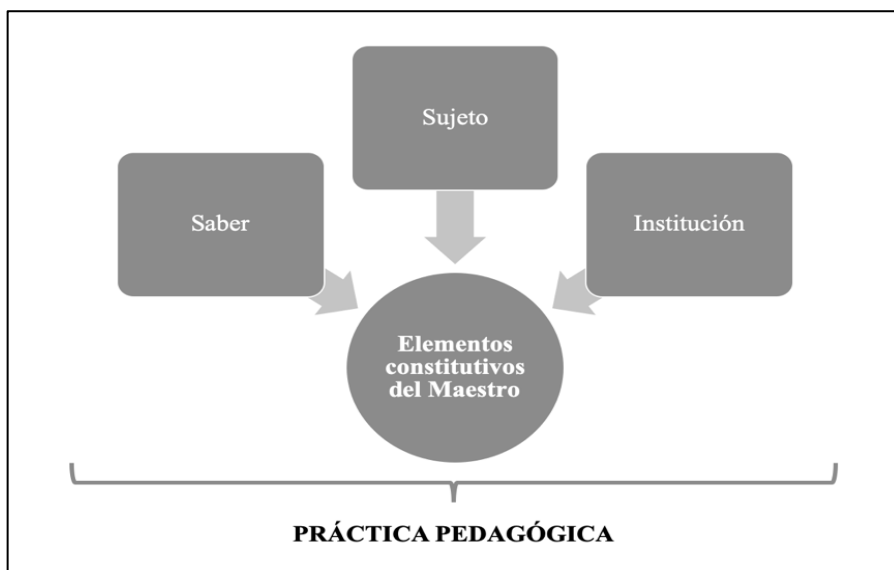 Sujeto
Saber
Institución
Elementos
constitutivos
del Maestro
PRÁCTICA PEDAGÓGICA